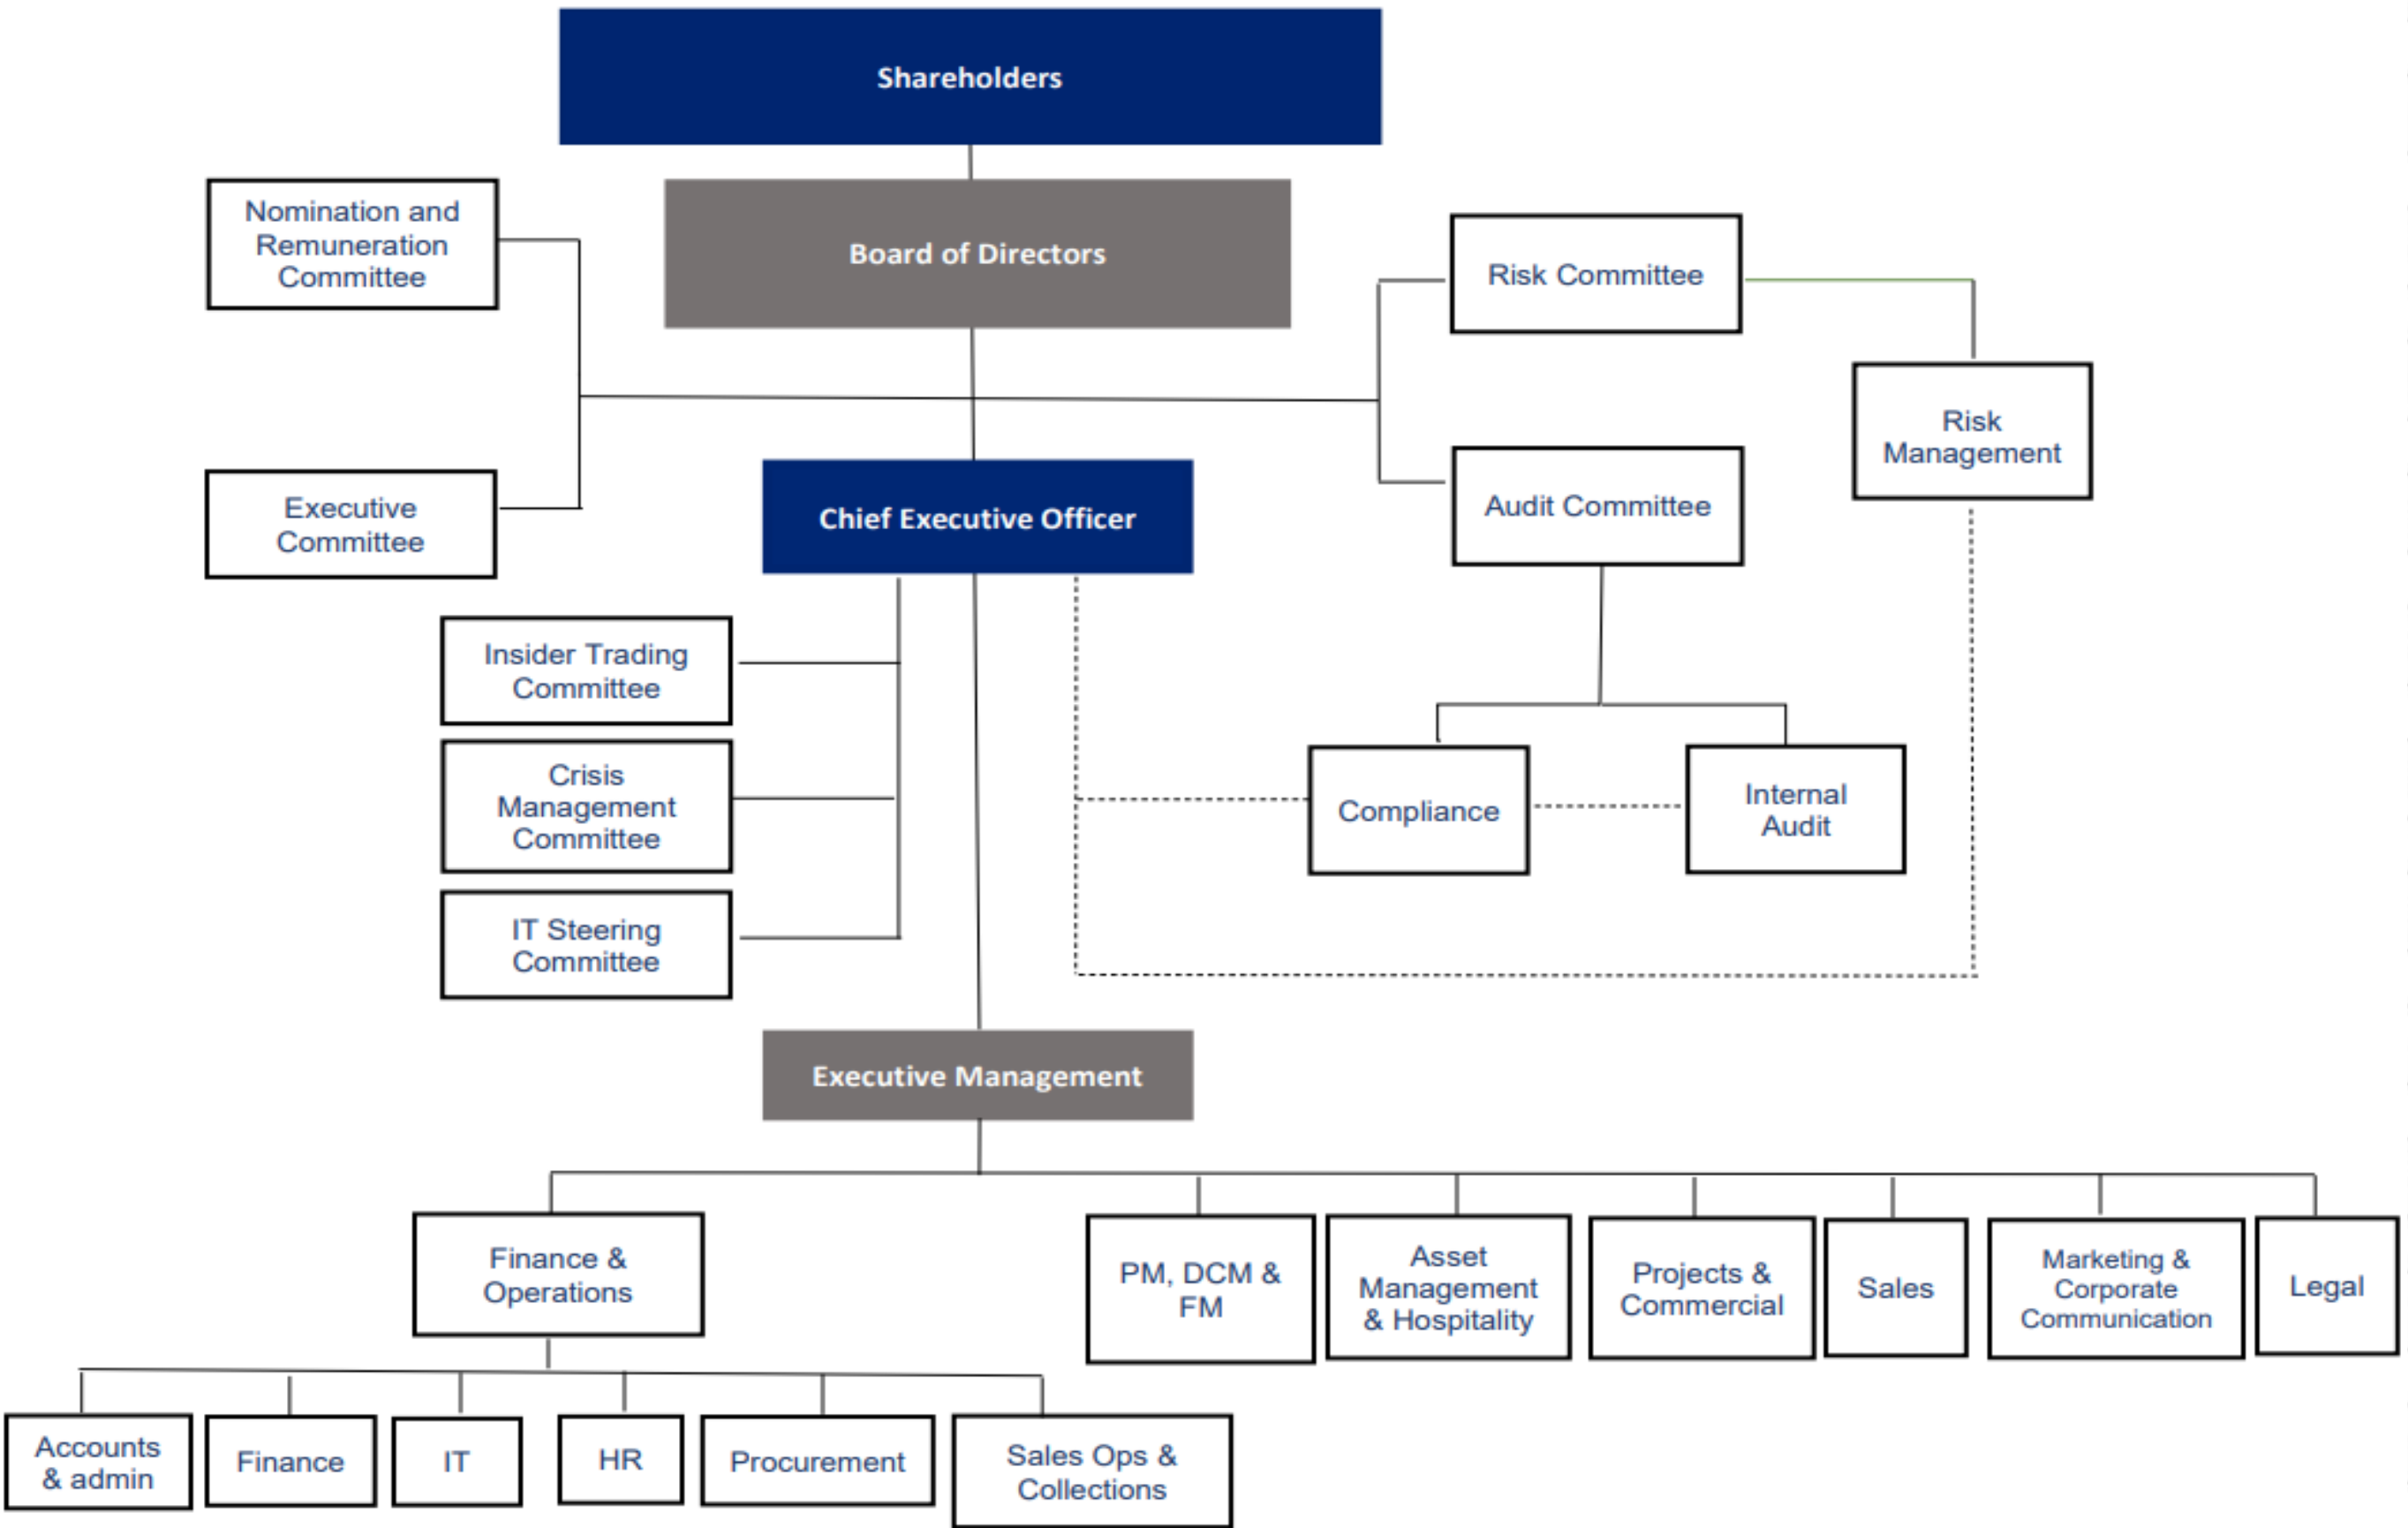 Shareholders
Nomination and
Remuneration
Committee
Board of Directors
Risk Committee
Risk
Management
Executive
Committee
Chief Executive Officer
Audit Committee
Insider Trading
Committee
Crisis
Management
Committee
Compliance
Internal
Audit
IT Steering
Committee
Executive Management
Finance &
Operations
PM, DCM &
FM
Asset
Management
& Hospitality
Projects &
Commercial
Sales
Marketing &
Corporate
Communication
Legal
Accounts
& admin
Finance
IT
HR
Procurement
Sales Ops &
Collections